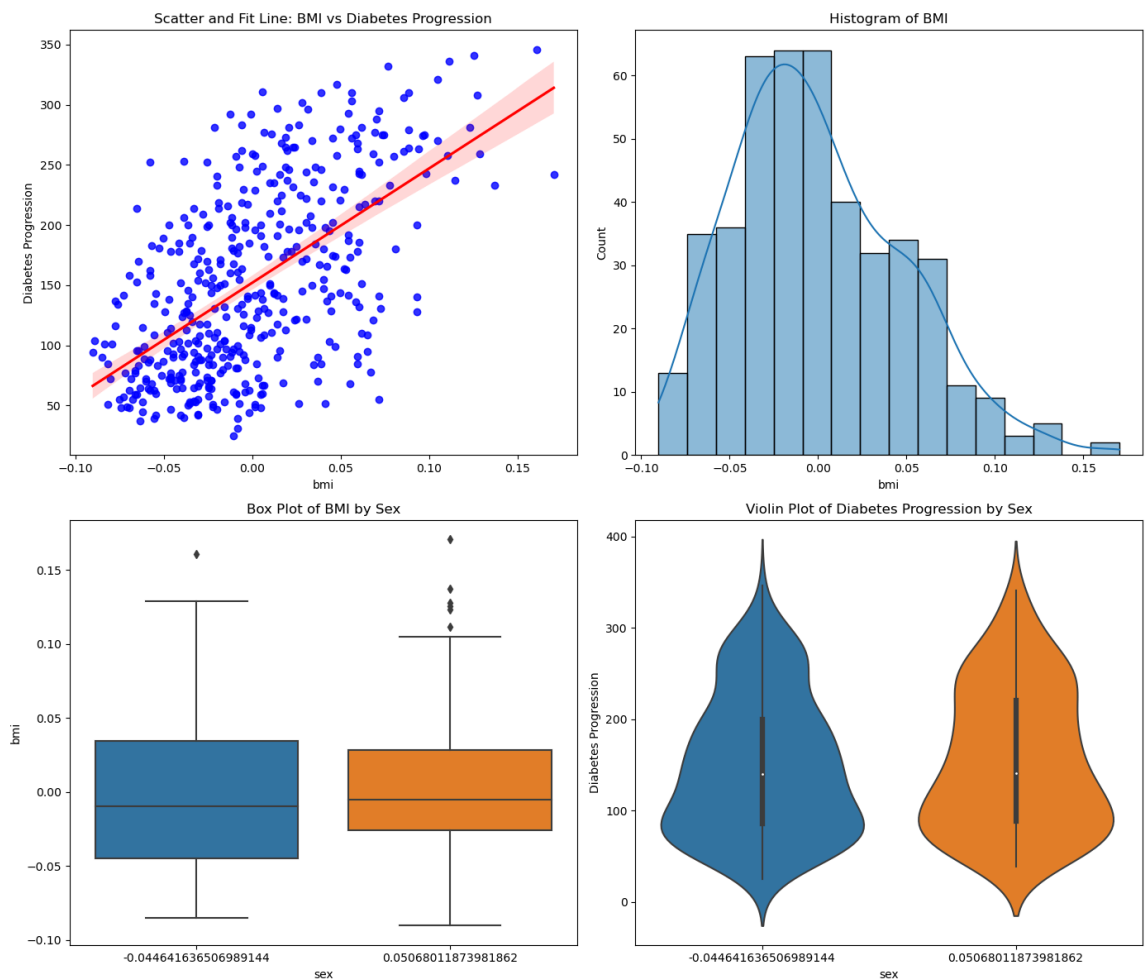 Scatter and Fit Line: BMI vs Diabetes Progression
Diabetes Progression
350
300
250
200
150
100
50
−0.10 −0.05 0.00 0.05 0.10 0.15
bmi
Histogram of BMI
Count
60
50
40
30
20
10
0
−0.10 −0.05 0.00 0.05 0.10 0.15
bmi
Box Plot of BMI by Sex
bmi
0.15
0.10
0.05
0.00
−0.05
−0.10
-0.044641636506989144 0.05068011873981862
sex
Violin Plot of Diabetes Progression by Sex
Diabetes Progression
400
300
200
100
0
-0.044641636506989144 0.05068011873981862
sex